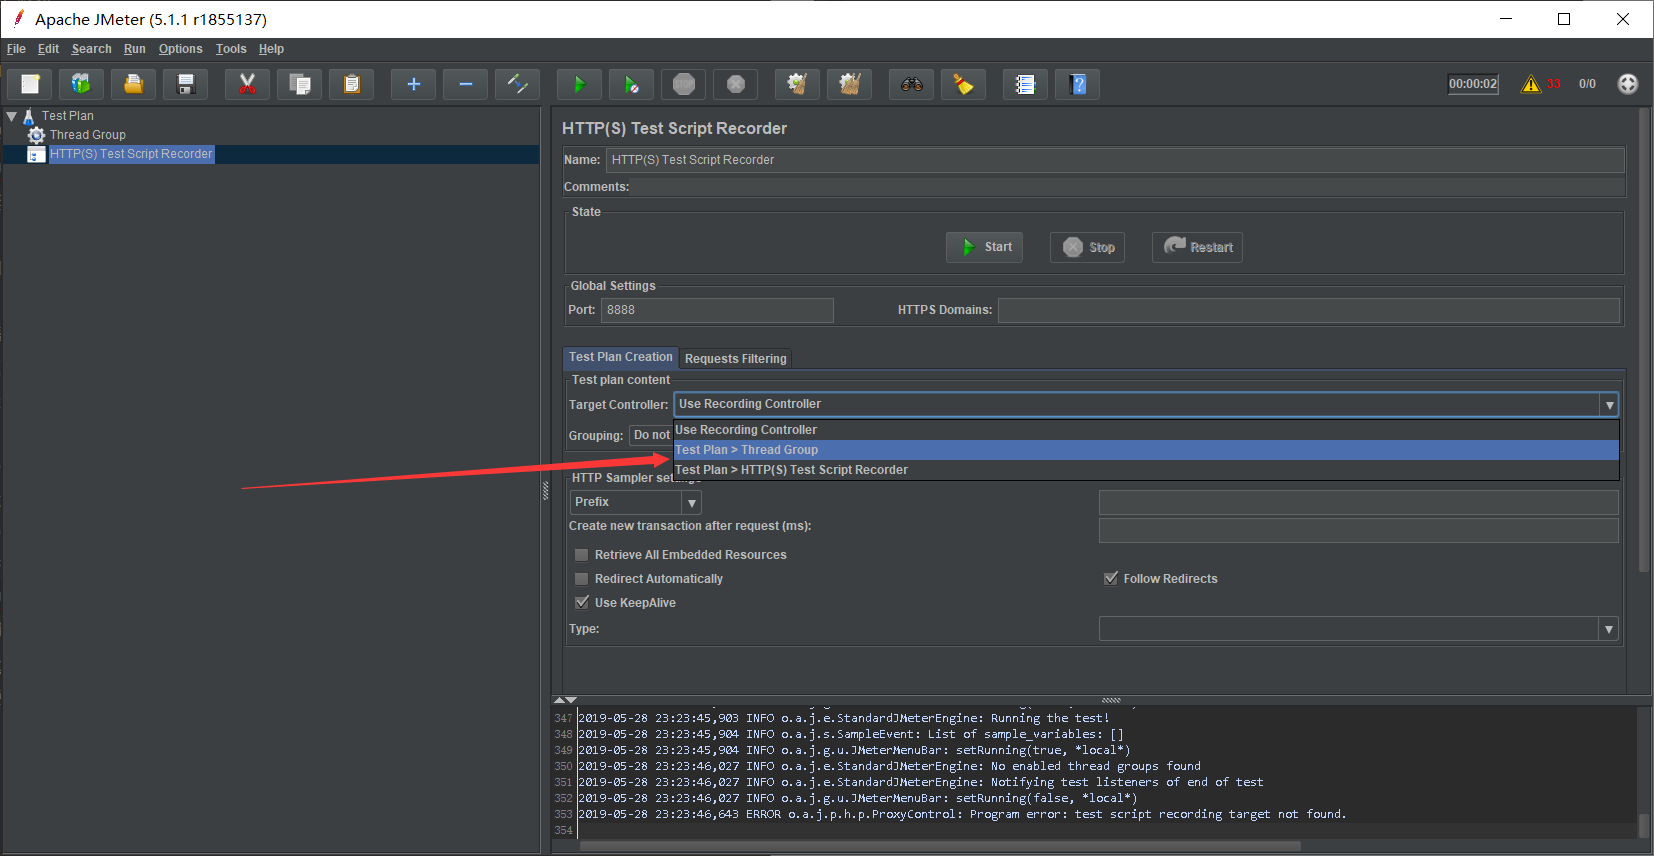 Apache JMeter (5.1.1 r1855137)
File Edit Search Run Options Tools Help
00:00:02 33 0/0
Test Plan
Thread Group
HTTP(S) Test Script Recorder
HTTP(S) Test Script Recorder
Name: HTTP(S) Test Script Recorder
Comments:
State
Start Stop Restart
Global Settings
Port: 8888 HTTPS Domains:
Test Plan Creation Requests Filtering
Test plan content
Target Controller: Use Recording Controller
Use Recording Controller
Grouping: Do not
Test Plan > Thread Group
Test Plan > HTTP(S) Test Script Recorder
HTTP Sampler settings
Prefix
Create new transaction after request (ms):
Retrieve All Embedded Resources
Redirect Automatically Follow Redirects
Use KeepAlive
Type:
347 2019-05-28 23:23:45,903 INFO o.a.j.e.StandardJMeterEngine: Running the test!
348 2019-05-28 23:23:45,904 INFO o.a.j.s.SampleEvent: List of sample_variables: []
349 2019-05-28 23:23:45,904 INFO o.a.j.g.u.JMeterMenuBar: setRunning(true, *local*)
350 2019-05-28 23:23:46,027 INFO o.a.j.e.StandardJMeterEngine: No enabled thread groups found
351 2019-05-28 23:23:46,027 INFO o.a.j.e.StandardJMeterEngine: Notifying test listeners of end of test
352 2019-05-28 23:23:46,027 INFO o.a.j.g.u.JMeterMenuBar: setRunning(false, *local*)
353 2019-05-28 23:23:46,643 ERROR o.a.j.p.h.p.ProxyControl: Program error: test script recording target not found.
354